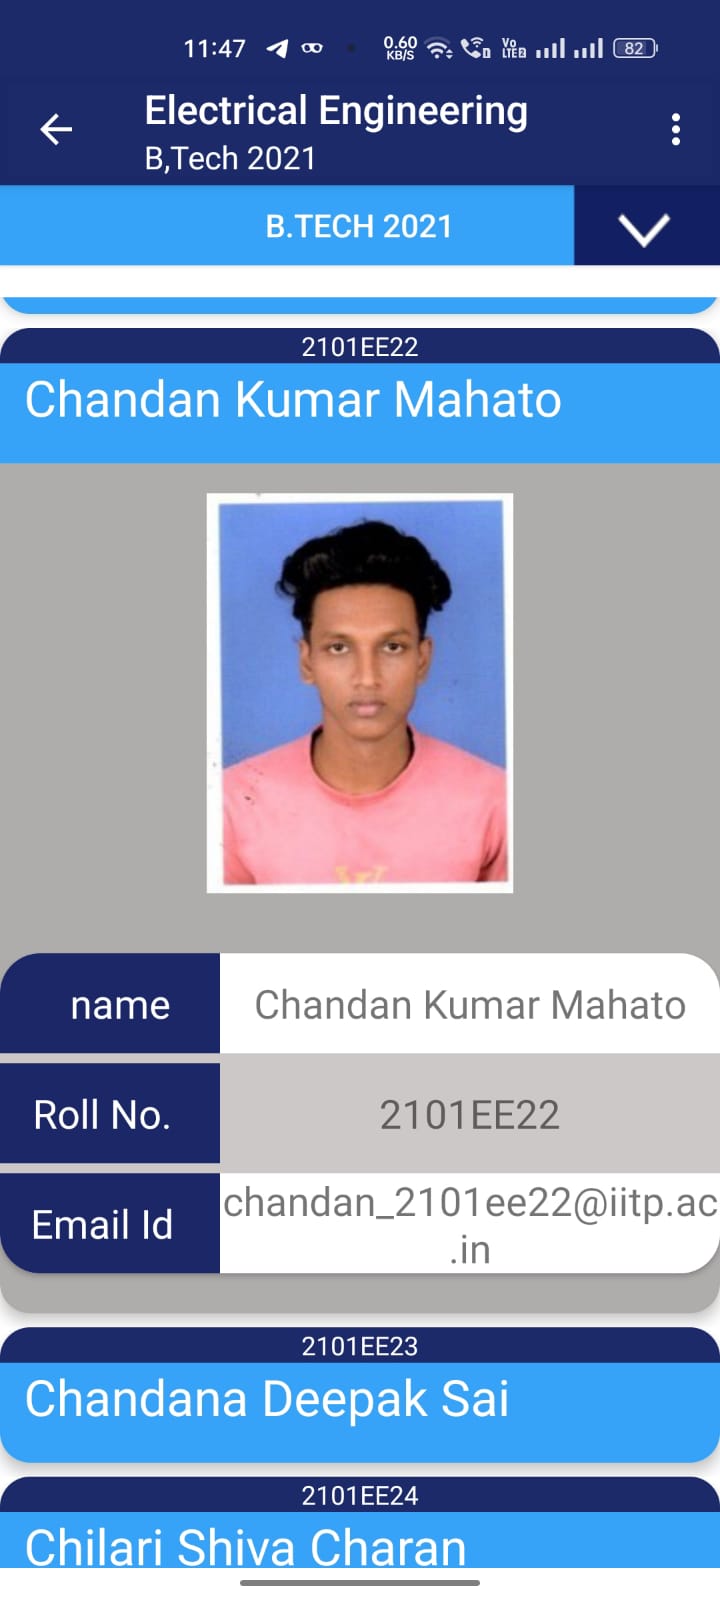 11:47
0.60
KB/S
Vo
LTE2
82
Electrical Engineering
B,Tech 2021
B.TECH 2021
2101EE22
Chandan Kumar Mahato
name
Chandan Kumar Mahato
Roll No.
2101EE22
Email Id
chandan_2101ee22@iitp.ac
.in
2101EE23
Chandana Deepak Sai
2101EE24
Chilari Shiva Charan